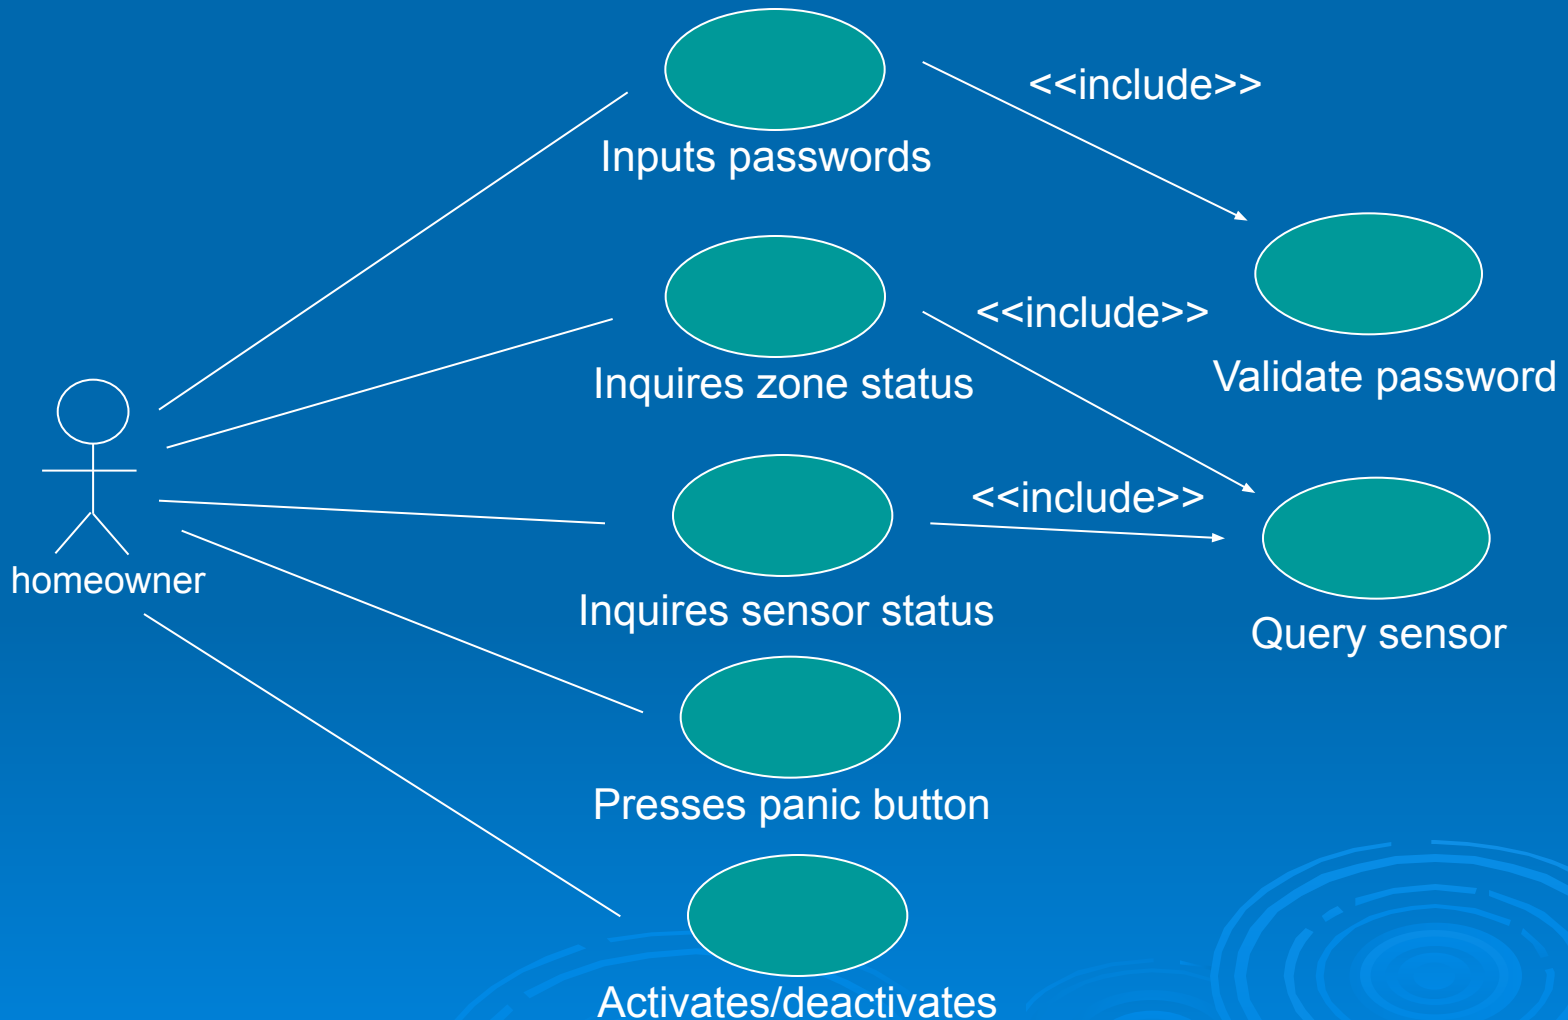 <<include>>
Inputs passwords
<<include>>
Inquires zone status
Validate password
<<include>>
homeowner
Inquires sensor status
Query sensor
Presses panic button
Activates/deactivates